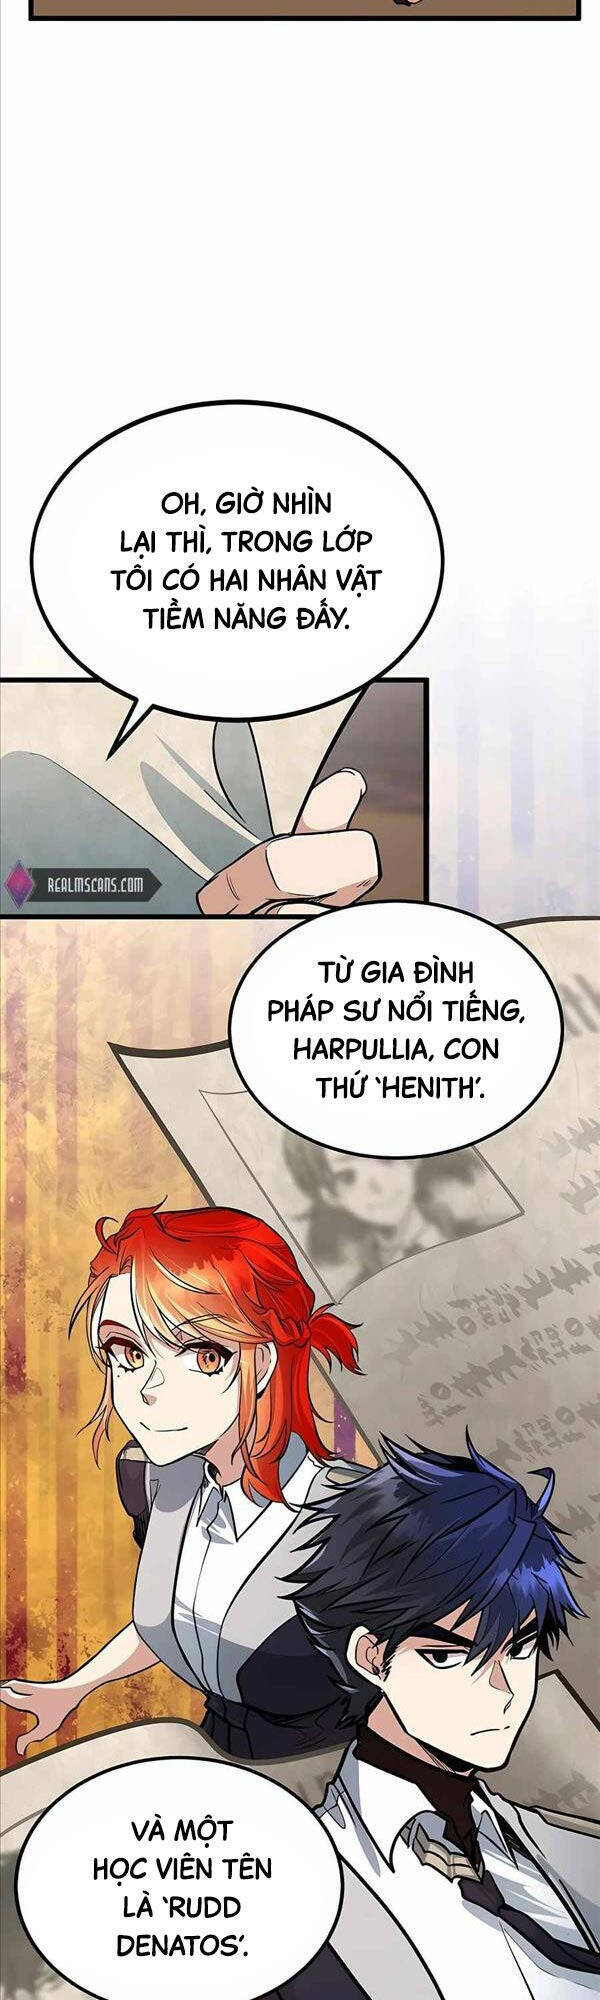 OH, GIỜ NHÌN
LẠI THÌ, TRONG LỚP
TÔI CÓ HAI NHÂN VẬT
TIỀM NĂNG ĐẤY.
REALMSCANS.COM
TỪ GIA ĐÌNH
PHÁP SƯ NỔI TIẾNG,
HARPULLIA, CON
THỨ ‘HENITH’.
VÀ MỘT
HỌC VIÊN TÊN
LÀ ‘RUDD
DENATOS’.